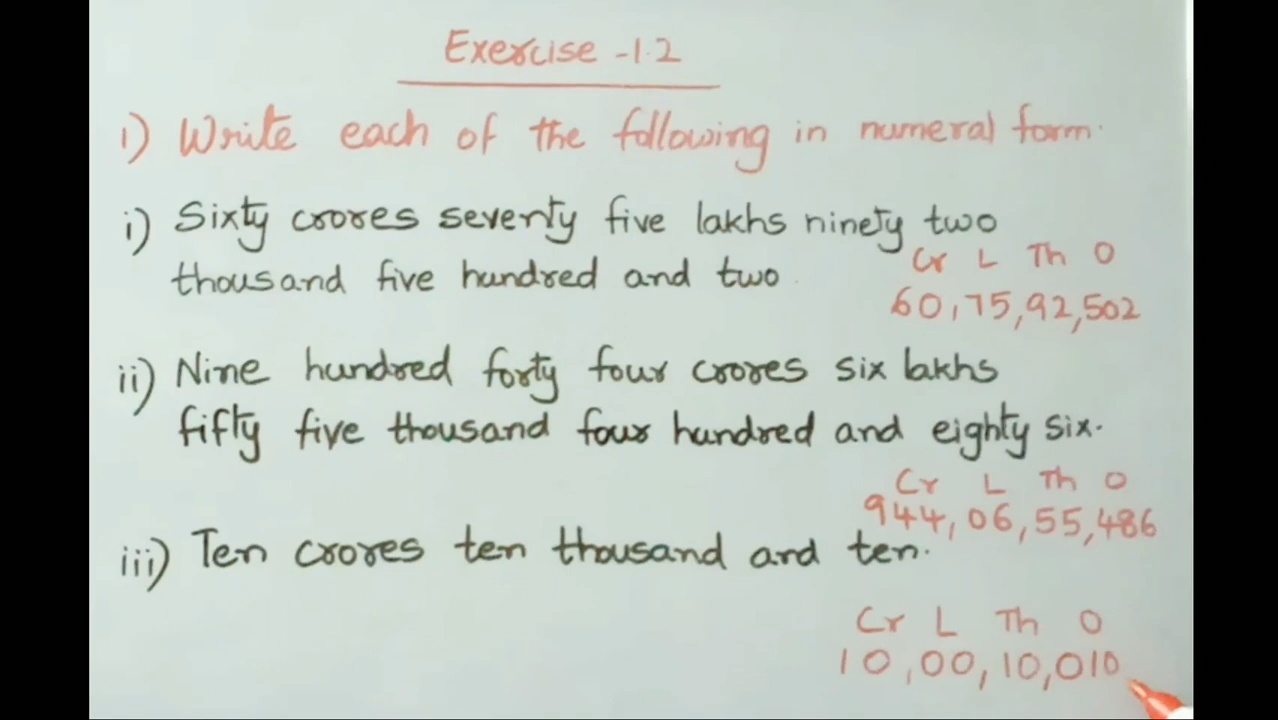 Exercise -1.2
1) Write each of the following in numeral form.
i) Sixty crores seventy five lakhs ninety two
thousand five hundred and two.
Cr L Th O
60,75,92,502
ii) Nine hundred forty four crores six lakhs
fifty five thousand four hundred and eighty six.
Cr L Th O
944,06,55,486
iii) Ten crores ten thousand and ten.
Cr L Th O
10,00,10,010